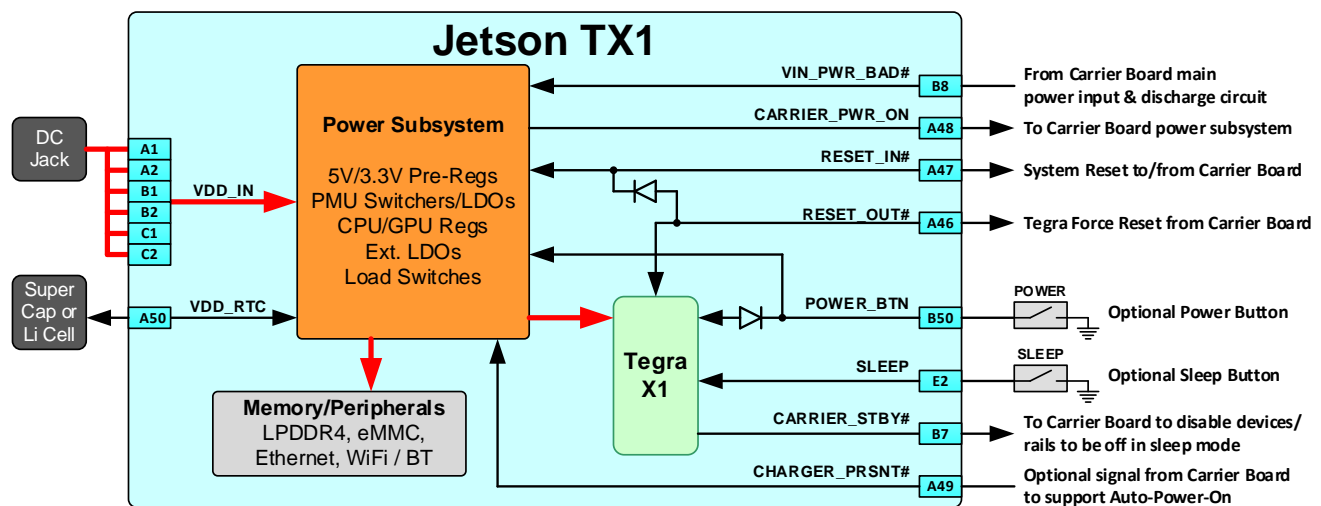 Jetson TX1
DC
Jack
A1
A2
B1
B2
C1
C2
VDD_IN
Super
Cap or
Li Cell
A50
VDD_RTC
Power Subsystem
5V/3.3V Pre-Regs
PMU Switchers/LDOs
CPU/GPU Regs
Ext. LDOs
Load Switches
Memory/Peripherals
LPDDR4, eMMC,
Ethernet, WiFi / BT
Tegra
X1
VIN_PWR_BAD#
B8
From Carrier Board main
power input & discharge circuit
CARRIER_PWR_ON
A48
To Carrier Board power subsystem
RESET_IN#
A47
System Reset to/from Carrier Board
RESET_OUT#
A46
Tegra Force Reset from Carrier Board
POWER_BTN
B50
POWER
Optional Power Button
SLEEP
E2
SLEEP
Optional Sleep Button
CARRIER_STBY#
B7
To Carrier Board to disable devices/
rails to be off in sleep mode
CHARGER_PRSNT#
A49
Optional signal from Carrier Board
to support Auto-Power-On